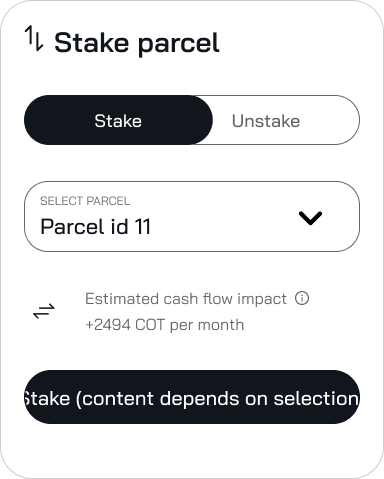 Stake parcel
Stake
Unstake
SELECT PARCEL
Parcel id 11
Estimated cash flow impact
+2494 COT per month
Stake (content depends on selection